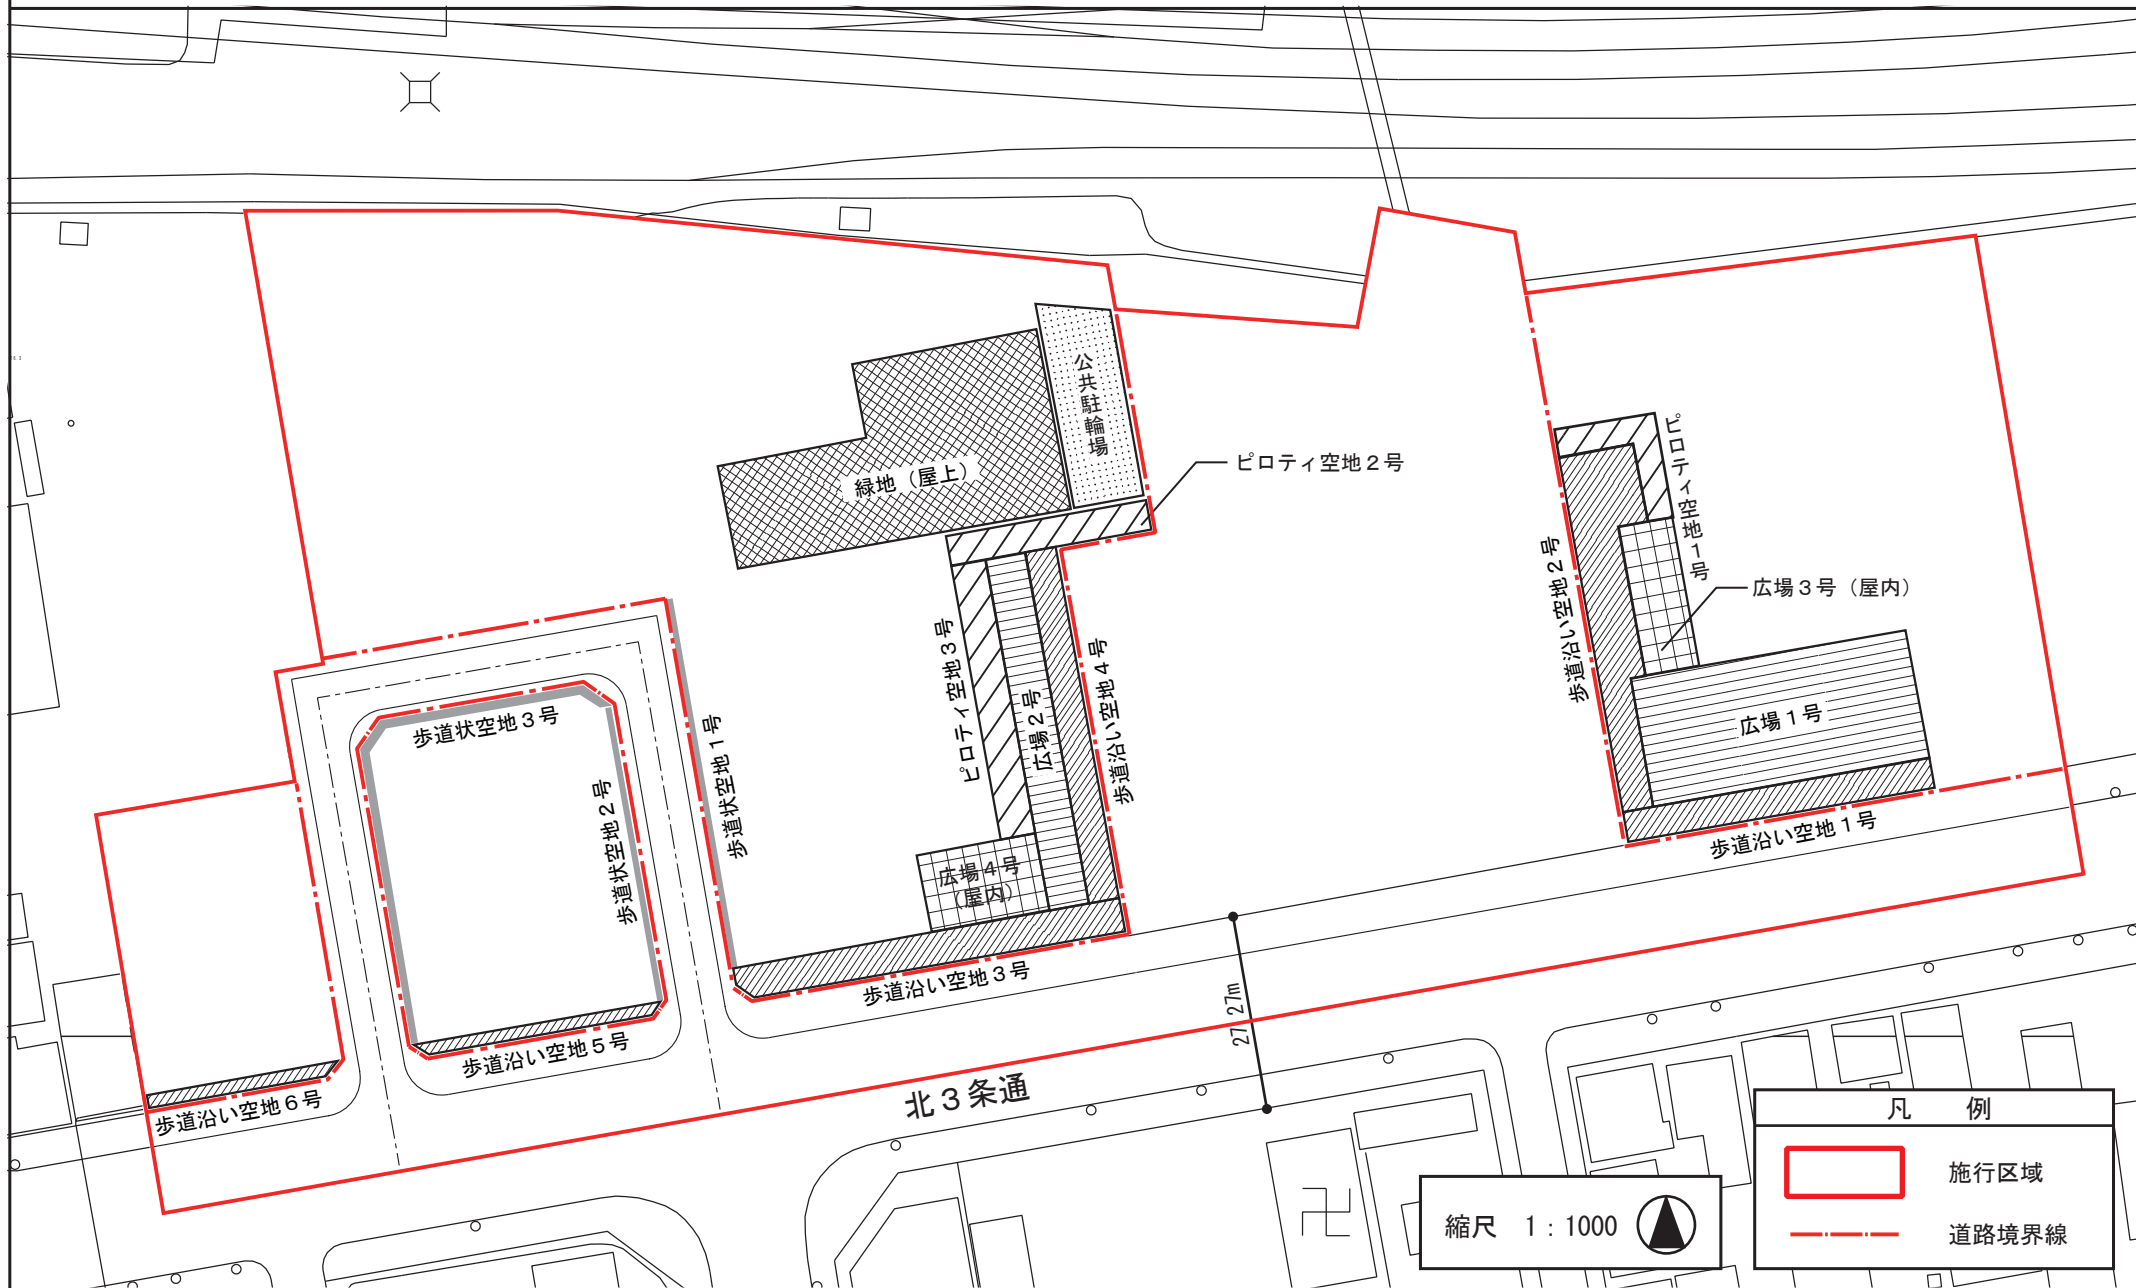 公共駐輪場
緑地（屋上）
ピロティ空地２号
ピロティ空地１号
広場３号（屋内）
歩道沿い空地２号
広場１号
歩道沿い空地１号
ピロティ空地３号
広場２号
歩道沿い空地４号
広場４号
（屋内）
歩道沿い空地３号
歩道状空地１号
歩道状空地３号
歩道状空地２号
歩道沿い空地５号
歩道沿い空地６号
27.27m
北３条通
縮尺　1：1000
凡　例
施行区域
道路境界線